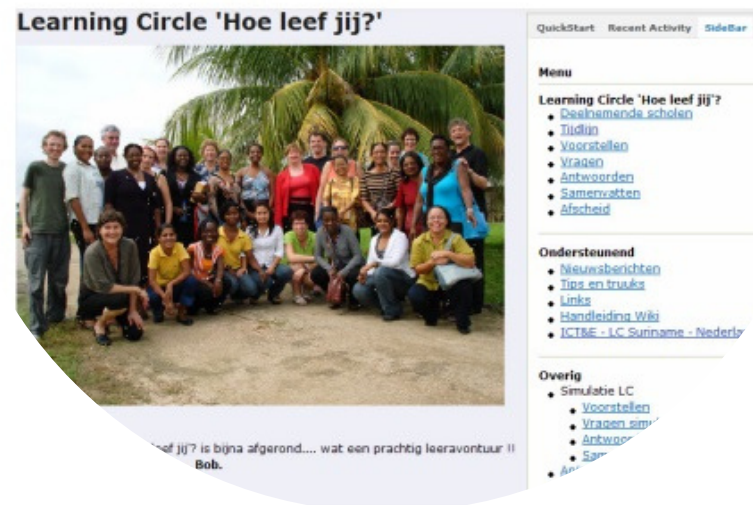 Learning Circle 'Hoe leef jij?'
leef jij'? is bijna afgerond.... wat een prachtig leeravontuur !!
Bob.
QuickStart Recent Activity SideBar
Menu
Learning Circle 'Hoe leef jij'?
Deelnemende scholen
Tijdlijn
Voorstellen
Vragen
Antwoorden
Samenvatten
Afscheid
Ondersteunend
Nieuwsberichten
Tips en truuks
Links
Handleiding Wiki
ICT&E - LC Suriname - Nederla
Overig
Simulatie LC
Voorstellen
Vragen simu
Antwoo
Sam